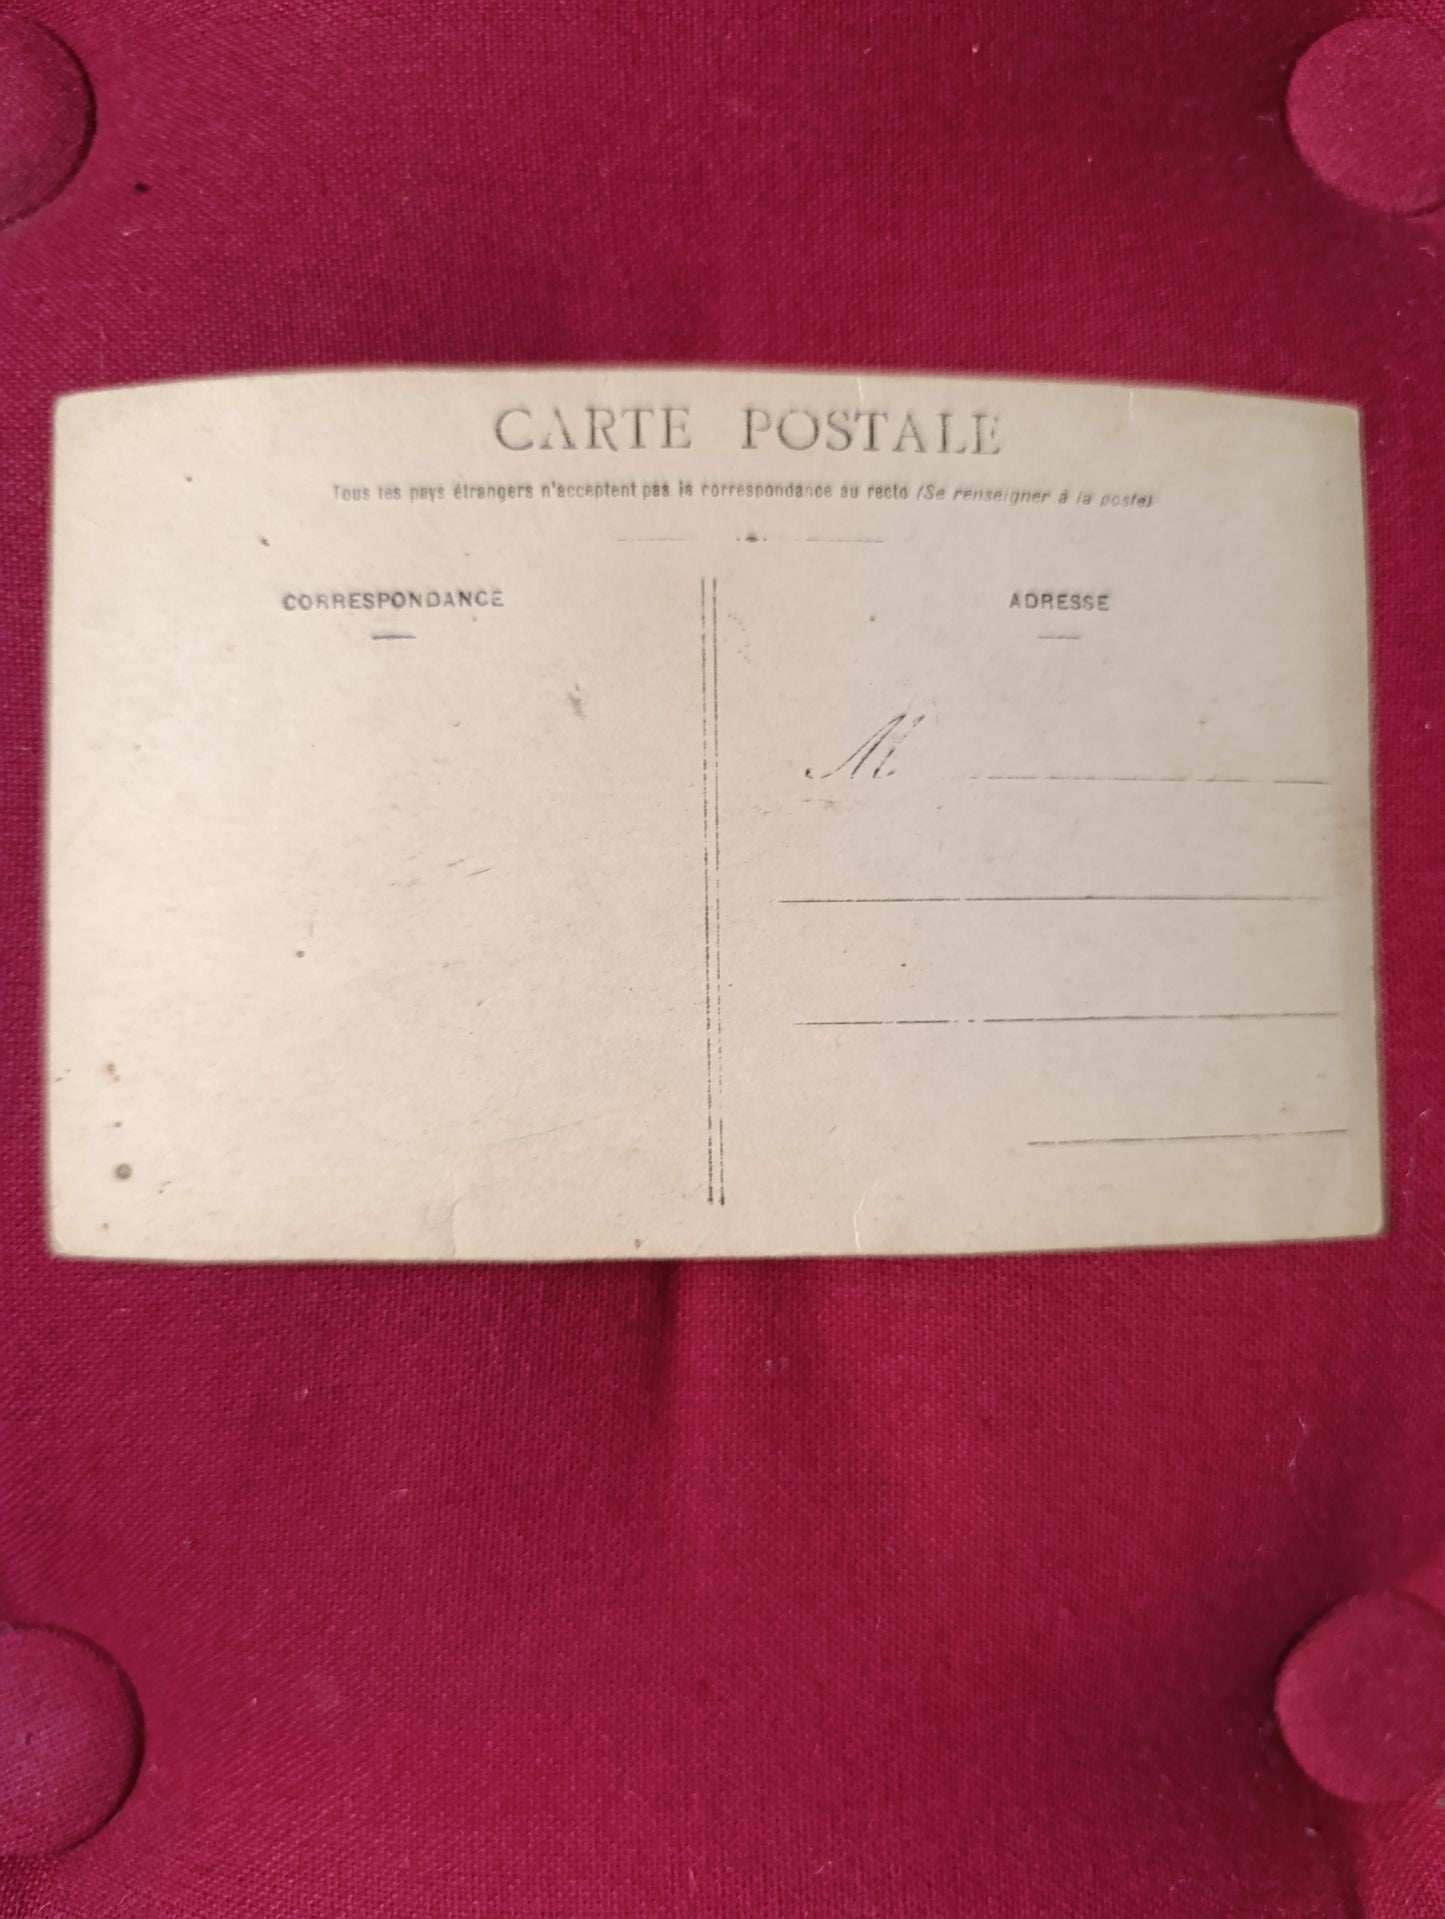 CARTE POSTALE
Tous les pays étrangers n'acceptent pas la correspondance au recto (Se renseigner à la poste)
CORRESPONDANCE
ADRESSE
M